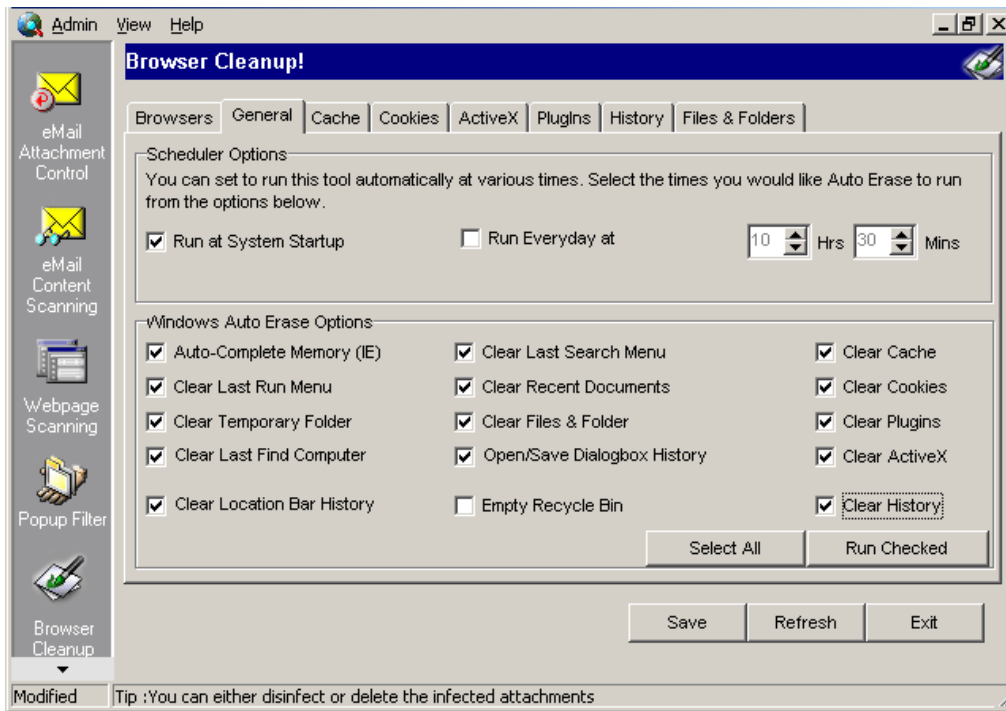 Admin View Help
Browser Cleanup!
eMail
Attachment
Control
eMail
Content
Scanning
Webpage
Scanning
Popup Filter
Browser
Cleanup
Browsers General Cache Cookies ActiveX PlugIns History Files & Folders
Scheduler Options
You can set to run this tool automatically at various times. Select the times you would like Auto Erase to run
from the options below.
Run at System Startup Run Everyday at 10 Hrs 30 Mins
Windows Auto Erase Options
Auto-Complete Memory (IE) Clear Last Search Menu Clear Cache
Clear Last Run Menu Clear Recent Documents Clear Cookies
Clear Temporary Folder Clear Files & Folder Clear Plugins
Clear Last Find Computer Open/Save Dialogbox History Clear ActiveX
Clear Location Bar History Empty Recycle Bin Clear History
Select All Run Checked
Save Refresh Exit
Modified Tip :You can either disinfect or delete the infected attachments